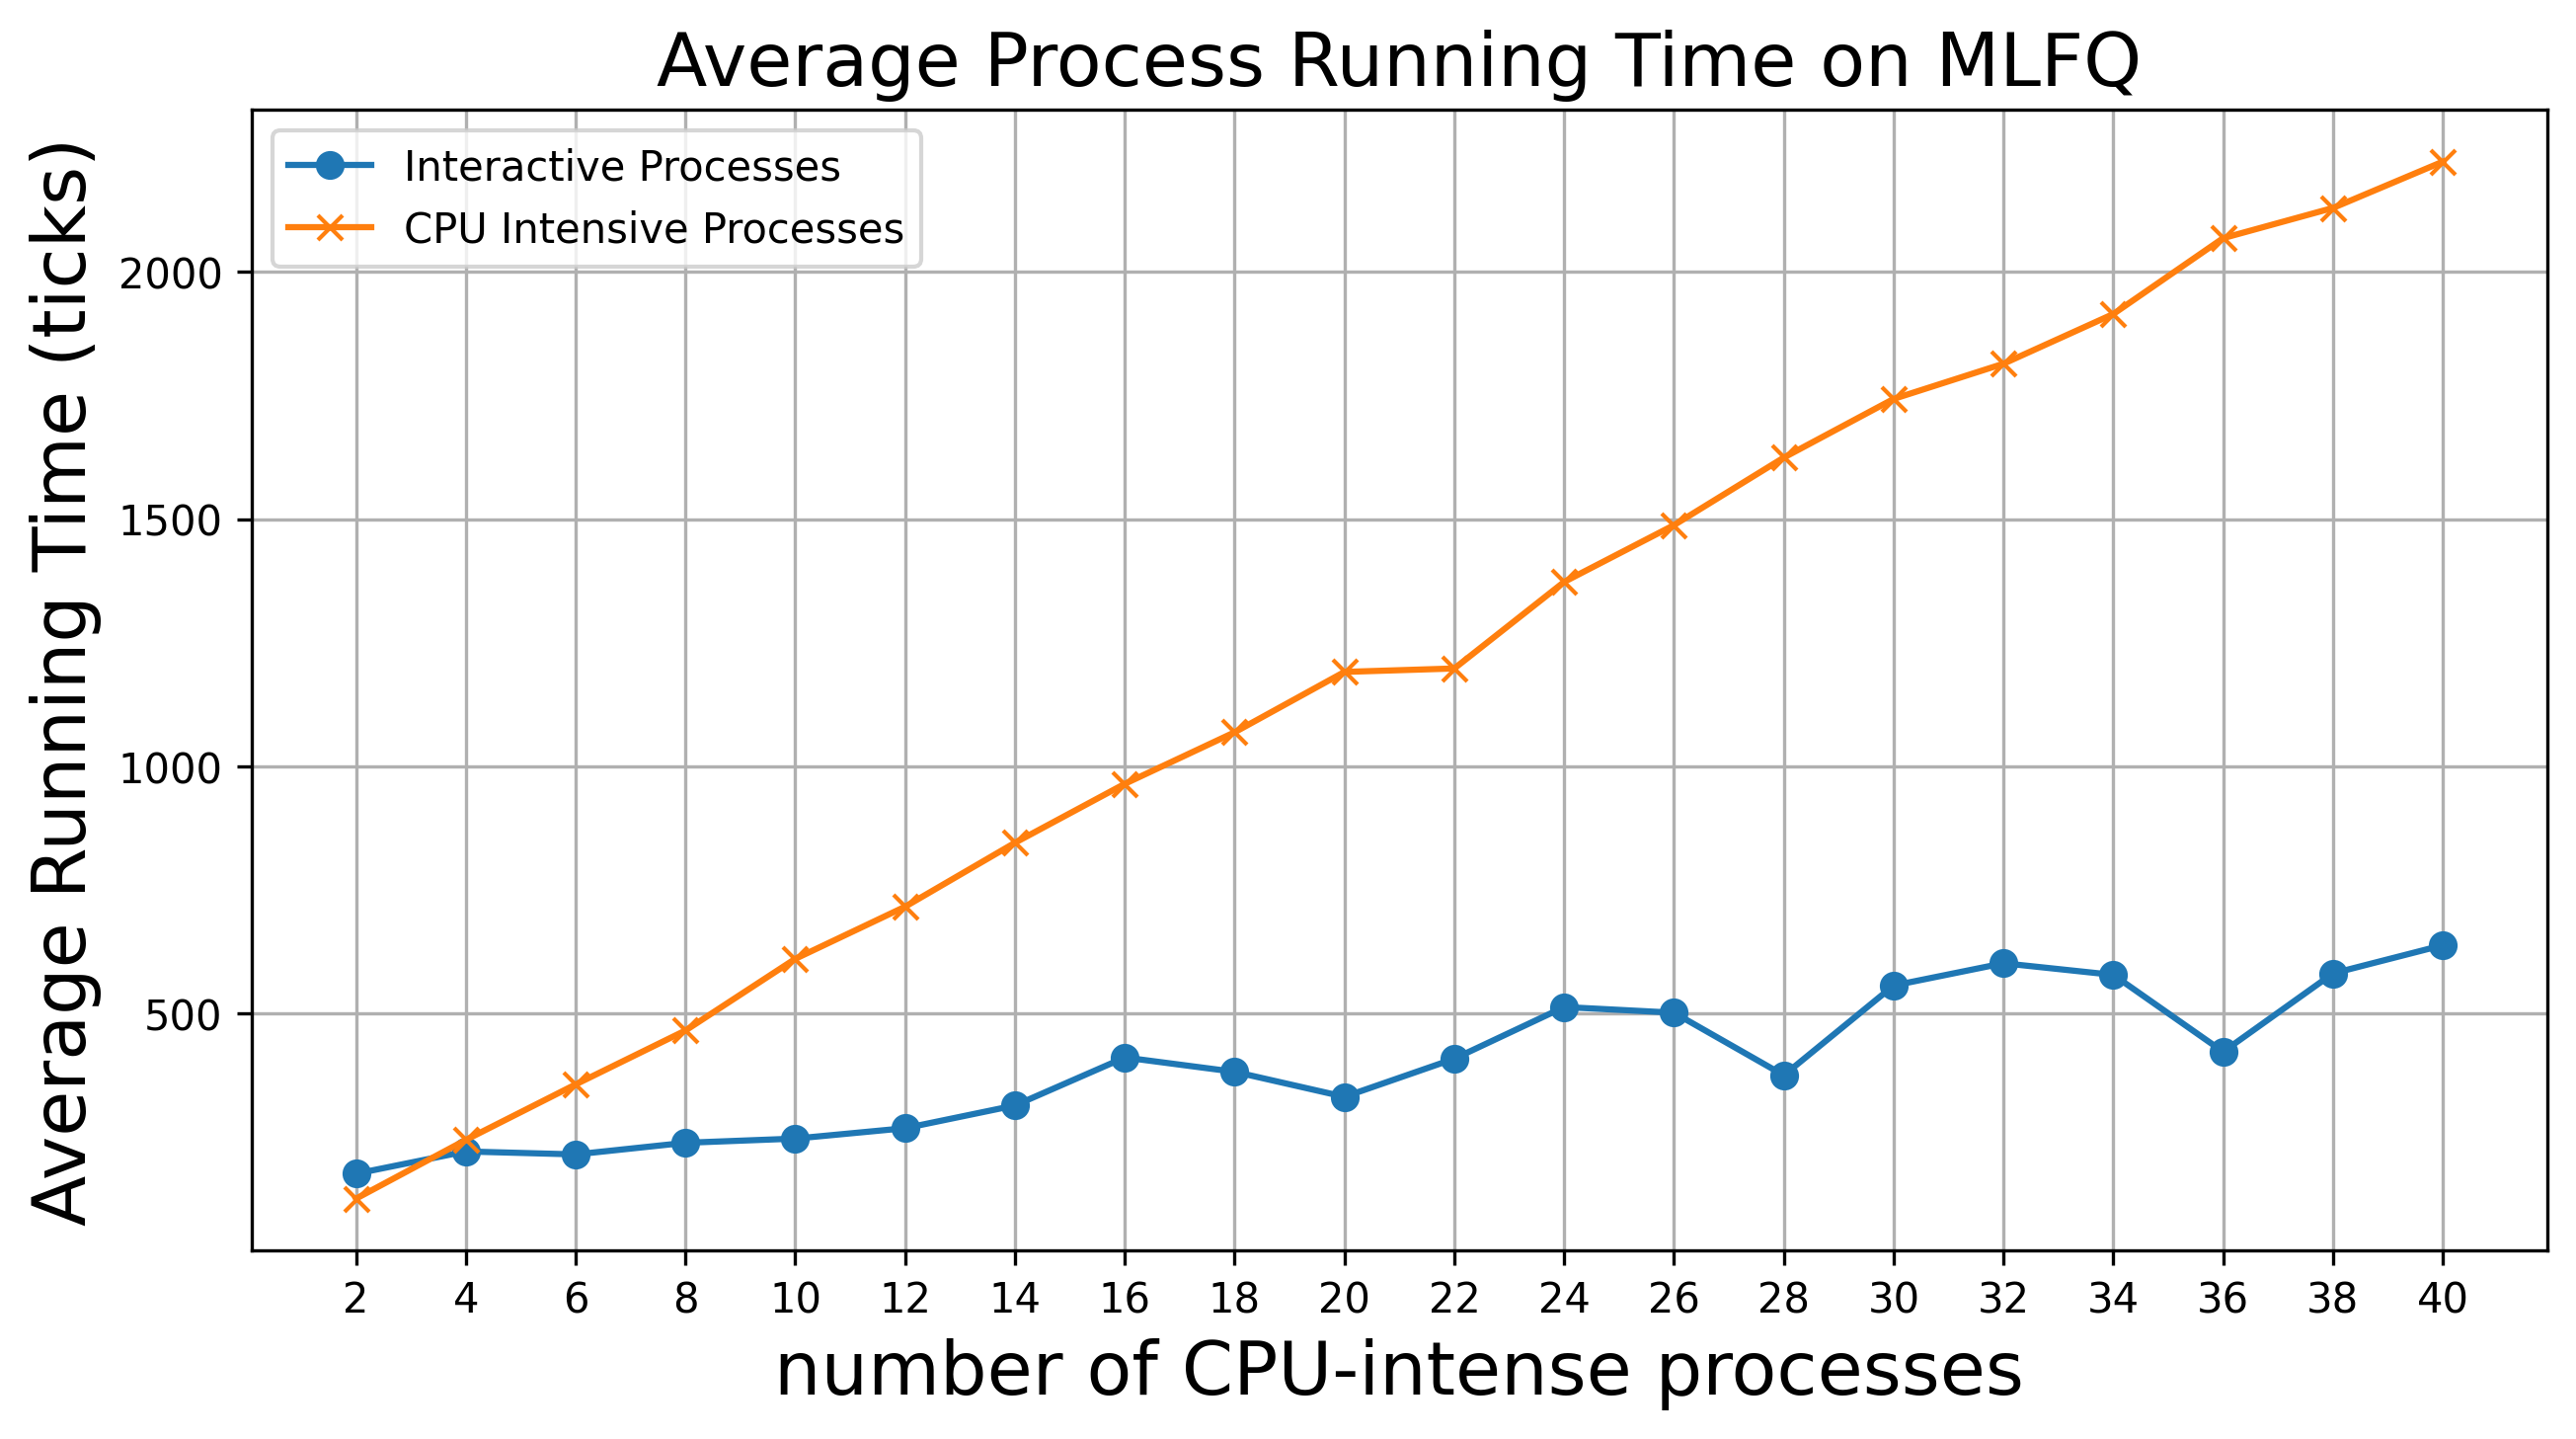 Average Process Running Time on MLFQ
Interactive Processes
CPU Intensive Processes
Average Running Time (ticks)
2000
1500
1000
500
2 4 6 8 10 12 14 16 18 20 22 24 26 28 30 32 34 36 38 40
number of CPU-intense processes